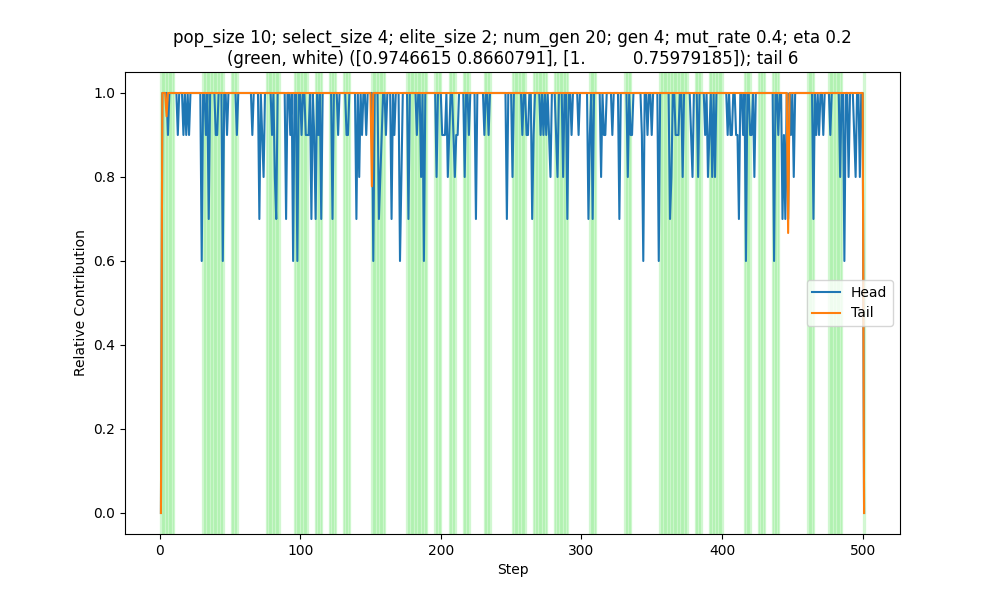 pop_size 10; select_size 4; elite_size 2; num_gen 20; gen 4; mut_rate 0.4; eta 0.2
(green, white) ([0.9746615 0.8660791], [1. 0.75979185]); tail 6
1.0
0.8
0.6
0.4
0.2
0.0
Relative Contribution
Head
Tail
0 100 200 300 400 500
Step